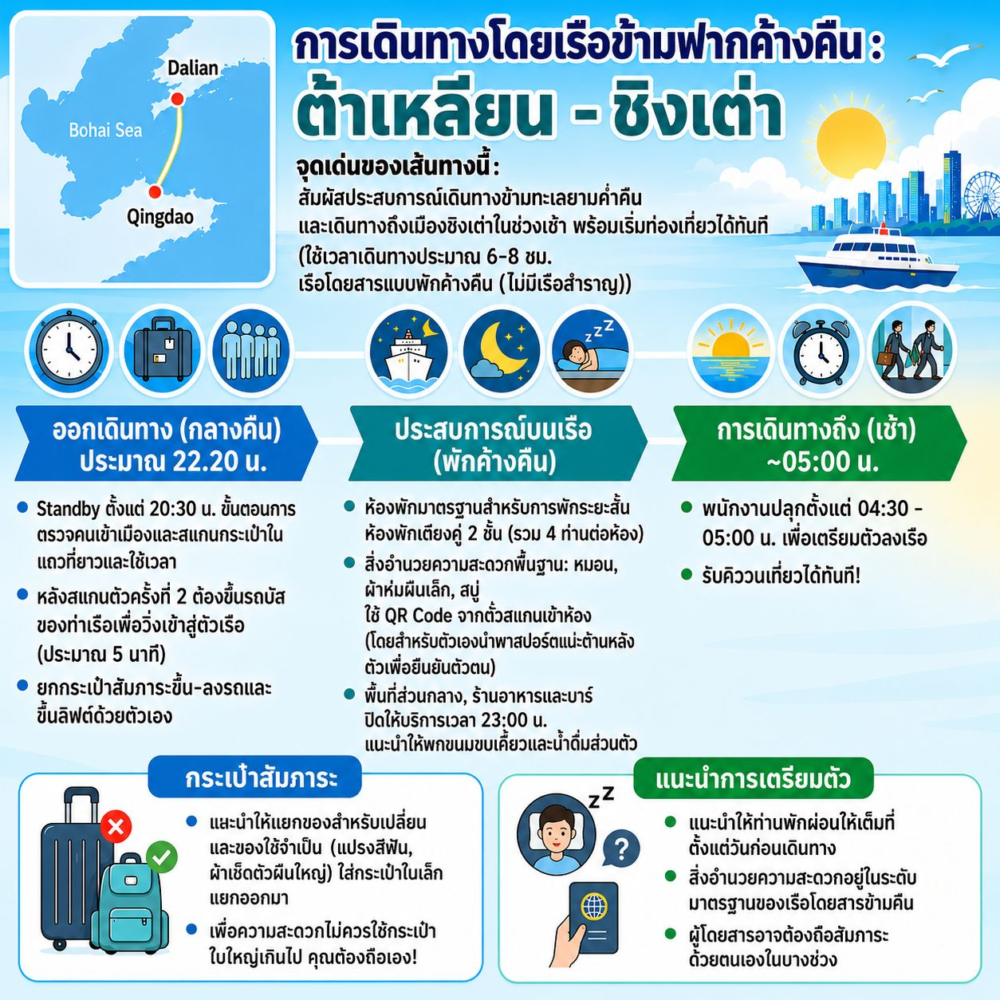 Dalian
Bohai Sea
Qingdao
การเดินทางโดยเรือข้ามฟากค้างคืน :
ต้าเหลียน - ชิงเต่า
จุดเด่นของเส้นทางนี้ :
สัมผัสประสบการณ์เดินทางข้ามทะเลยามค่ำคืน
และเดินทางถึงเมืองชิงเต่าในช่วงเช้า พร้อมเริ่มท่องเที่ยวได้ทันที
(ใช้เวลาเดินทางประมาณ 6-8 ชม.
เรือโดยสารแบบพักค้างคืน (ไม่มีเรือสำราญ))
zzZ
ออกเดินทาง (กลางคืน)
ประมาณ 22.20 น.
Standby ตั้งแต่ 20:30 น. ขั้นตอนการ
ตรวจคนเข้าเมืองและสแกนกระเป๋าใน
แถวที่ยาวและใช้เวลา
หลังสแกนตัวครั้งที่ 2 ต้องขึ้นรถบัส
ของท่าเรือเพื่อวิ่งเข้าสู่ตัวเรือ
(ประมาณ 5 นาที)
ยกกระเป๋าสัมภาระขึ้น-ลงรถและ
ขึ้นลิฟต์ด้วยตัวเอง
ประสบการณ์บนเรือ
(พักค้างคืน)
ห้องพักมาตรฐานสำหรับการพักระยะสั้น
ห้องพักเตียงคู่ 2 ชั้น (รวม 4 ท่านต่อห้อง)
สิ่งอำนวยความสะดวกพื้นฐาน: หมอน,
ผ้าห่มผืนเล็ก, สบู่
ใช้ QR Code จากตั๋วสแกนเข้าห้อง
(โดยสำหรับตัวเองนำพาสปอร์ตแน่ะด้านหลัง
ตัวเพื่อยืนยันตัวตน)
พื้นที่ส่วนกลาง, ร้านอาหารและบาร์
ปิดให้บริการเวลา 23:00 น.
แนะนำให้พกขนมขบเคี้ยวและน้ำดื่มส่วนตัว
การเดินทางถึง (เช้า)
~05:00 น.
พนักงานปลุกตั้งแต่ 04:30 -
05:00 น. เพื่อเตรียมตัวลงเรือ
รับคิววนเที่ยวได้ทันที!
กระเป๋าสัมภาระ
แนะนำให้แยกของสำหรับเปลี่ยน
และของใช้จำเป็น (แปรงสีฟัน,
ผ้าเช็ดตัวผืนใหญ่) ใส่กระเป๋าใบเล็ก
แยกออกมา
เพื่อความสะดวกไม่ควรใช้กระเป๋า
ใบใหญ่เกินไป คุณต้องถือเอง!
แนะนำการเตรียมตัว
zzZ
?
แนะนำให้ท่านพักผ่อนให้เต็มที่
ตั้งแต่วันก่อนเดินทาง
สิ่งอำนวยความสะดวกอยู่ในระดับ
มาตรฐานของเรือโดยสารข้ามคืน
ผู้โดยสารอาจต้องถือสัมภาระ
ด้วยตนเองในบางช่วง